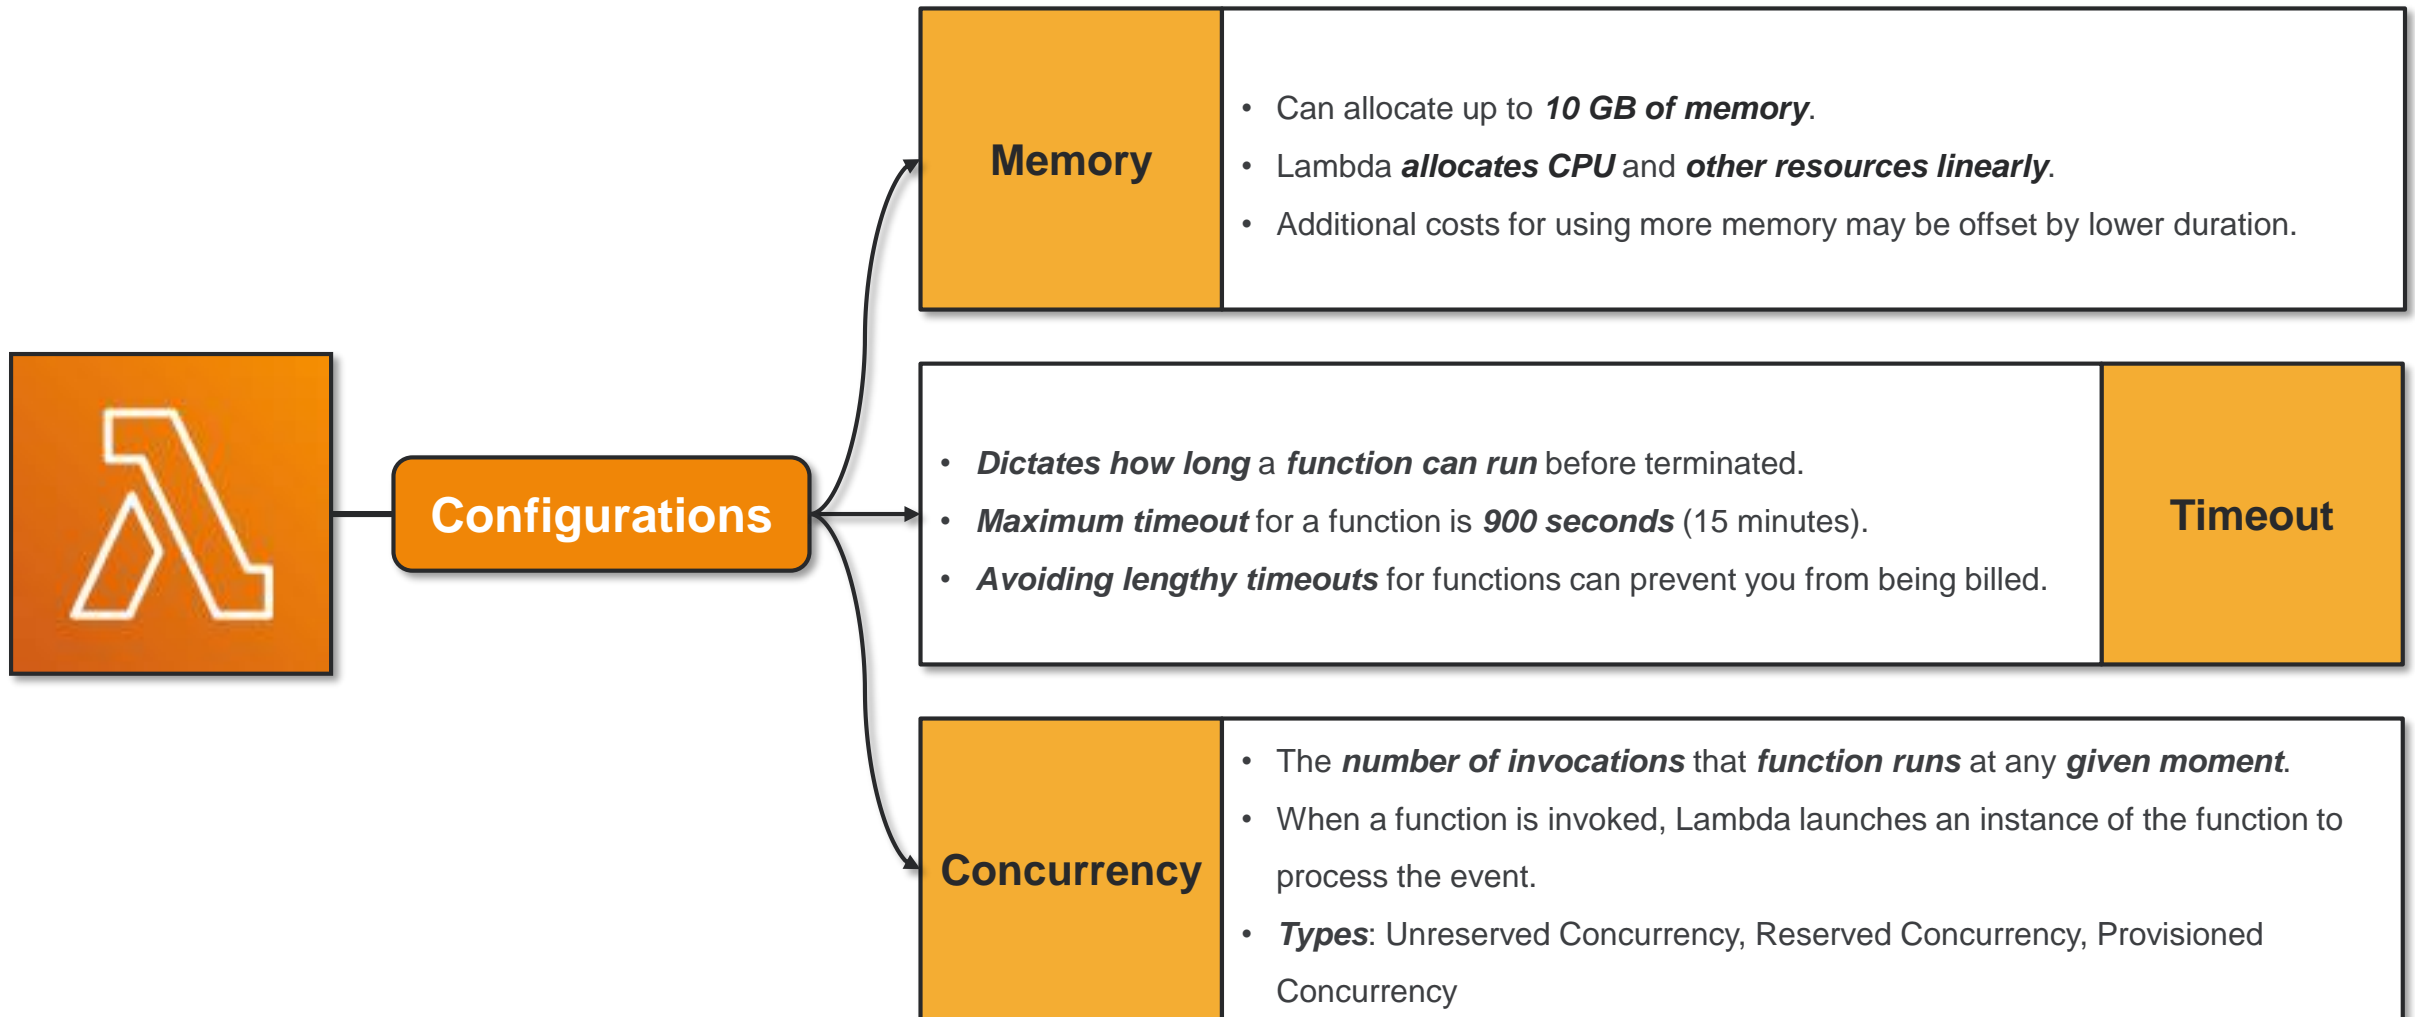 Configurations
Memory
• Can allocate up to 10 GB of memory.
• Lambda allocates CPU and other resources linearly.
• Additional costs for using more memory may be offset by lower duration.
• Dictates how long a function can run before terminated.
• Maximum timeout for a function is 900 seconds (15 minutes).
• Avoiding lengthy timeouts for functions can prevent you from being billed.
Timeout
Concurrency
• The number of invocations that function runs at any given moment.
• When a function is invoked, Lambda launches an instance of the function to
process the event.
• Types: Unreserved Concurrency, Reserved Concurrency, Provisioned
Concurrency